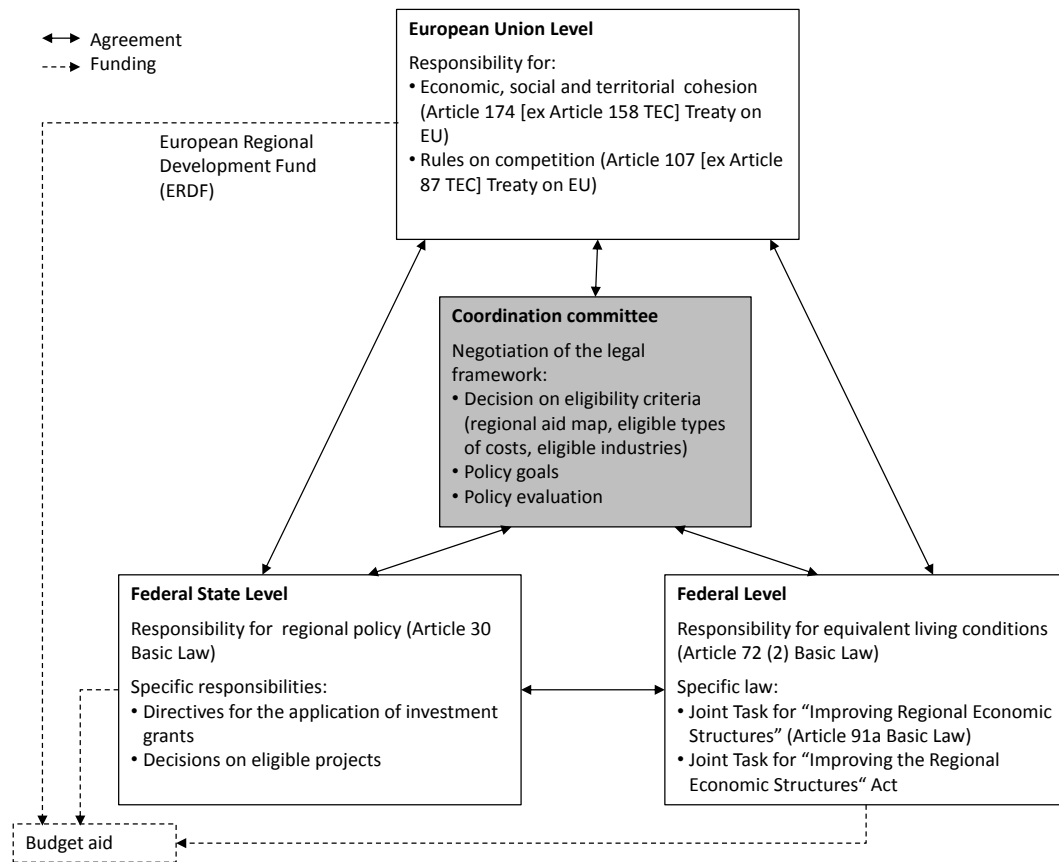 Agreement
Funding
European Union Level
Responsibility for:
• Economic, social and territorial cohesion
(Article 174 [ex Article 158 TEC] Treaty on
EU)
• Rules on competition (Article 107 [ex Article
87 TEC] Treaty on EU)
European Regional
Development Fund
(ERDF)
Coordination committee
Negotiation of the legal
framework:
• Decision on eligibility criteria
(regional aid map, eligible types
of costs, eligible industries)
• Policy goals
• Policy evaluation
Federal State Level
Responsibility for regional policy (Article 30
Basic Law)
Specific responsibilities:
• Directives for the application of investment
grants
• Decisions on eligible projects
Federal Level
Responsibility for equivalent living conditions
(Article 72 (2) Basic Law)
Specific law:
• Joint Task for “Improving Regional Economic
Structures” (Article 91a Basic Law)
• Joint Task for “Improving the Regional
Economic Structures“ Act
Budget aid